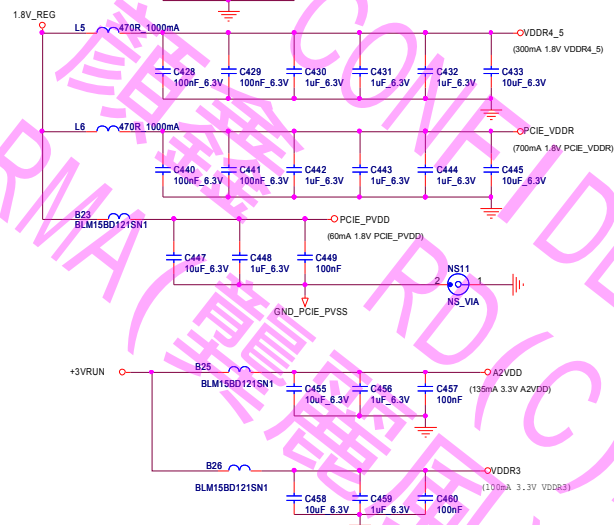 1.8V_REG
L5 470R_1000mA
VDDR4_5
(300mA 1.8V VDDR4_5)
C428 C429 C430 C431 C432 C433
100nF_6.3V 100nF_6.3V 1uF_6.3V 1uF_6.3V 1uF_6.3V 10uF_6.3V
L6 470R_1000mA
PCIE_VDDR
(700mA 1.8V PCIE_VDDR)
C440 C441 C442 C443 C444 C445
100nF_6.3V 100nF_6.3V 1uF_6.3V 1uF_6.3V 1uF_6.3V 10uF_6.3V
B23
BLM15BD121SN1
PCIE_PVDD
(60mA 1.8V PCIE_PVDD)
C447 C448 C449
10uF_6.3V 1uF_6.3V 100nF
NS11
2 1
NS_VIA
GND_PCIE_PVSS
+3VRUN
B25
BLM15BD121SN1
A2VDD
(135mA 3.3V A2VDD)
C455 C456 C457
10uF_6.3V 1uF_6.3V 100nF
B26
BLM15BD121SN1
VDDR3
(100mA 3.3V VDDR3)
C458 C459 C460
10uF_6.3V 1uF_6.3V 100nF